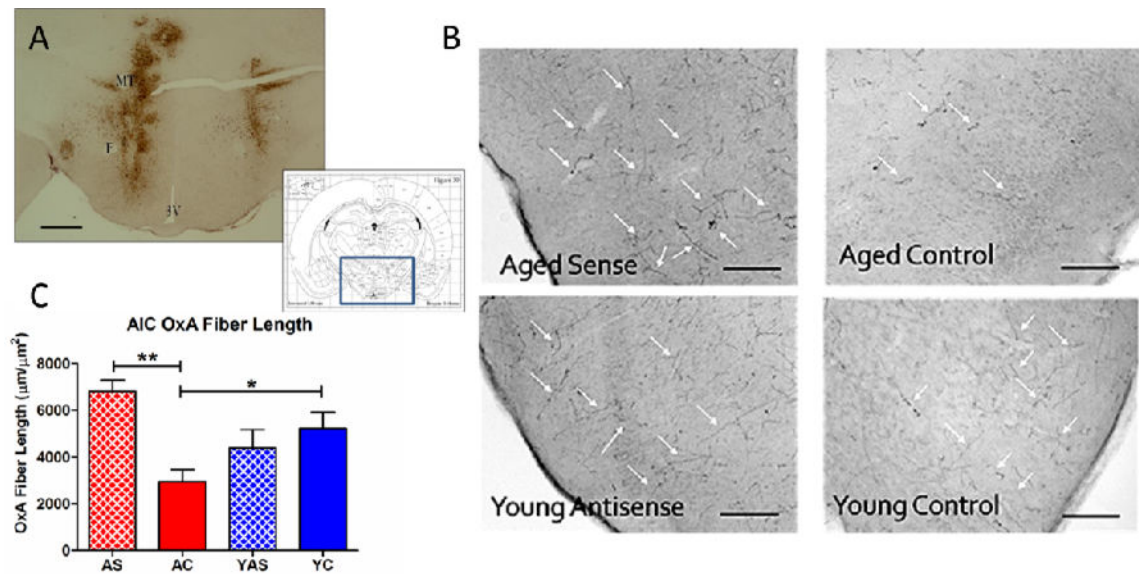 A
MT
F
3V
B
Aged Sense
Aged Control
Young Antisense
Young Control
C
AIC OxA Fiber Length
OxA Fiber Length (µm/µm²)
8000
6000
4000
2000
0
**
*
AS
AC
YAS
YC